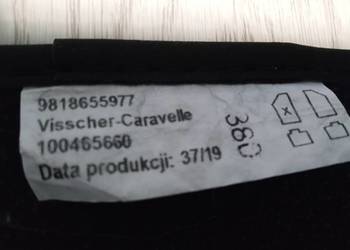 9818655977
Visscher-Caravelle
100465660
Data produkcji: 37/19
380